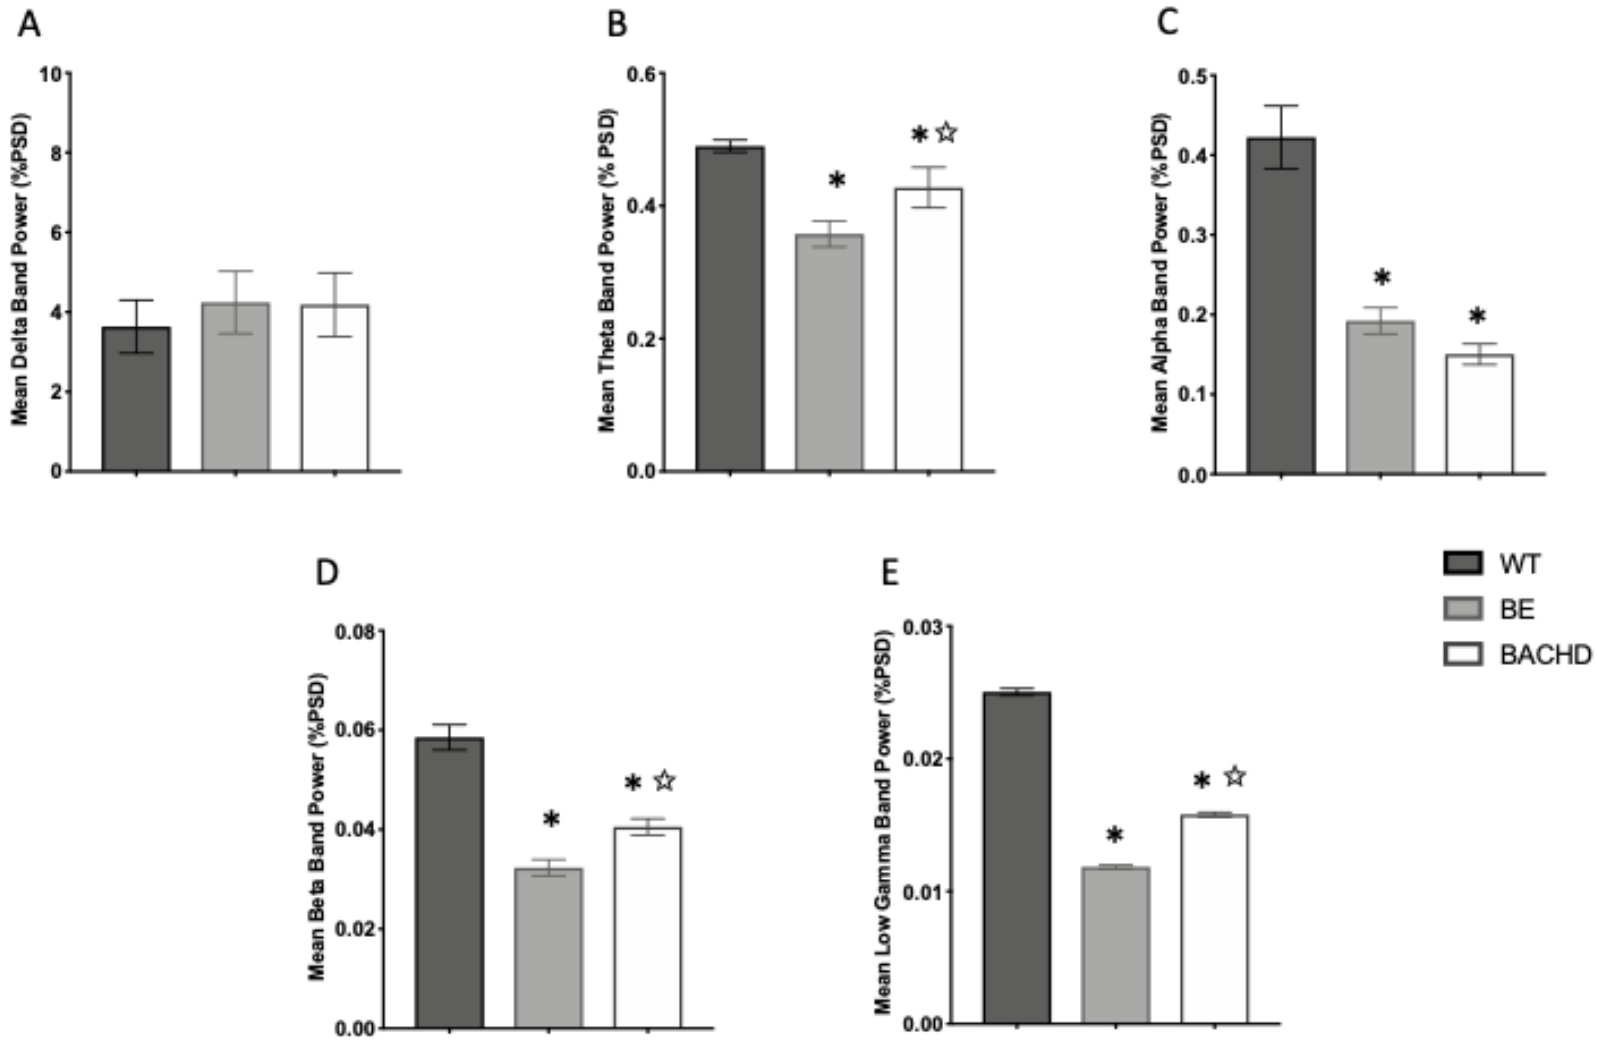 A
Mean Delta Band Power (%PSD)
10
8
6
4
2
0
B
Mean Theta Band Power (% PSD)
0.6
0.4
0.2
0.0
*
*☆
C
Mean Alpha Band Power (%PSD)
0.5
0.4
0.3
0.2
0.1
0.0
*
*
D
Mean Beta Band Power (%PSD)
0.08
0.06
0.04
0.02
0.00
*
* ☆
E
Mean Low Gamma Band Power (%PSD)
0.03
0.02
0.01
0.00
*
* ☆
WT
BE
BACHD